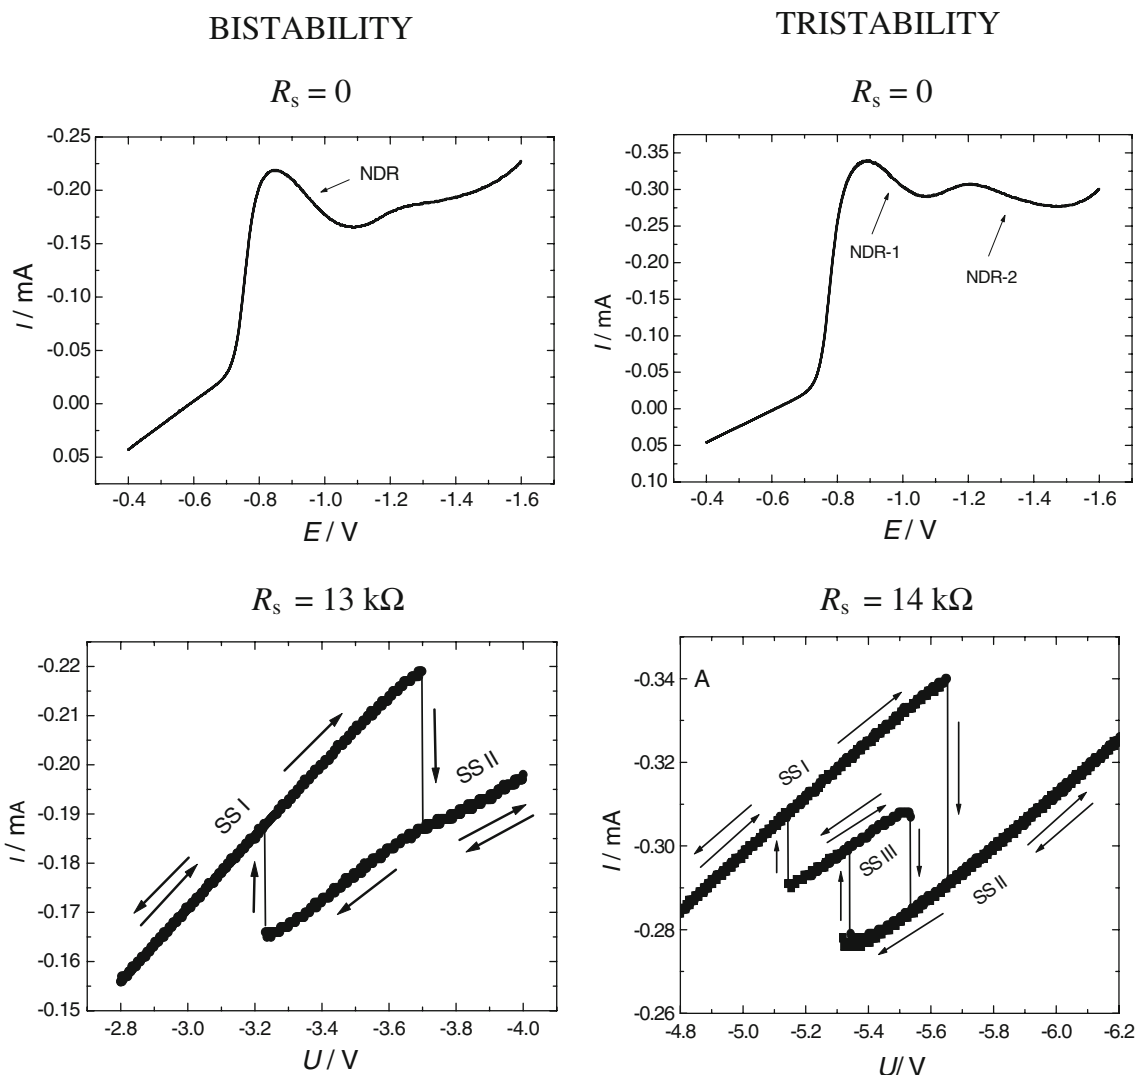 BISTABILITY
TRISTABILITY
R_s = 0
R_s = 0
-0.25
-0.20
-0.15
-0.10
-0.05
0.00
0.05
I / mA
NDR
-0.4 -0.6 -0.8 -1.0 -1.2 -1.4 -1.6
E / V
-0.35
-0.30
-0.25
-0.20
-0.15
-0.10
-0.05
0.00
0.05
0.10
I / mA
NDR-1
NDR-2
-0.4 -0.6 -0.8 -1.0 -1.2 -1.4 -1.6
E / V
R_s = 13 kΩ
R_s = 14 kΩ
-0.22
-0.21
-0.20
-0.19
-0.18
-0.17
-0.16
-0.15
I / mA
SS I
SS II
-2.8 -3.0 -3.2 -3.4 -3.6 -3.8 -4.0
U / V
A
-0.34
-0.32
-0.30
-0.28
-0.26
I / mA
SS I
SS III
SS II
-4.8 -5.0 -5.2 -5.4 -5.6 -5.8 -6.0 -6.2
U/ V